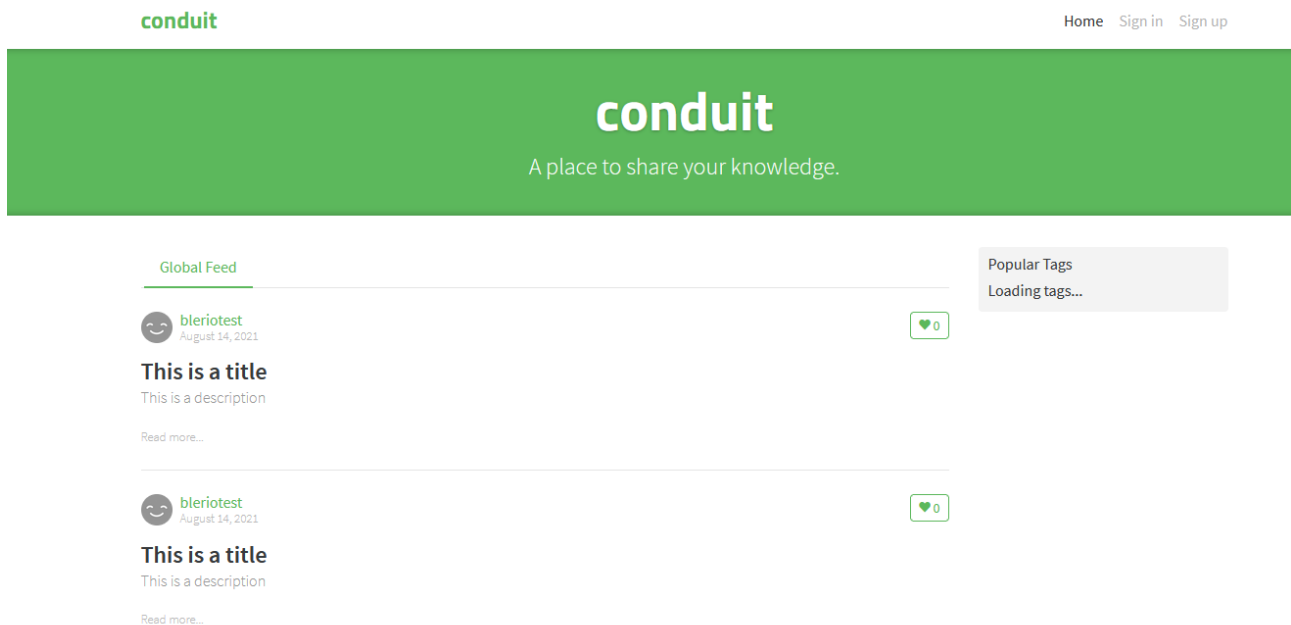 conduit
Home Sign in Sign up
conduit
A place to share your knowledge.
Global Feed
Popular Tags
Loading tags...
bleriotest
August 14, 2021
0
This is a title
This is a description
Read more...
bleriotest
August 14, 2021
0
This is a title
This is a description
Read more...